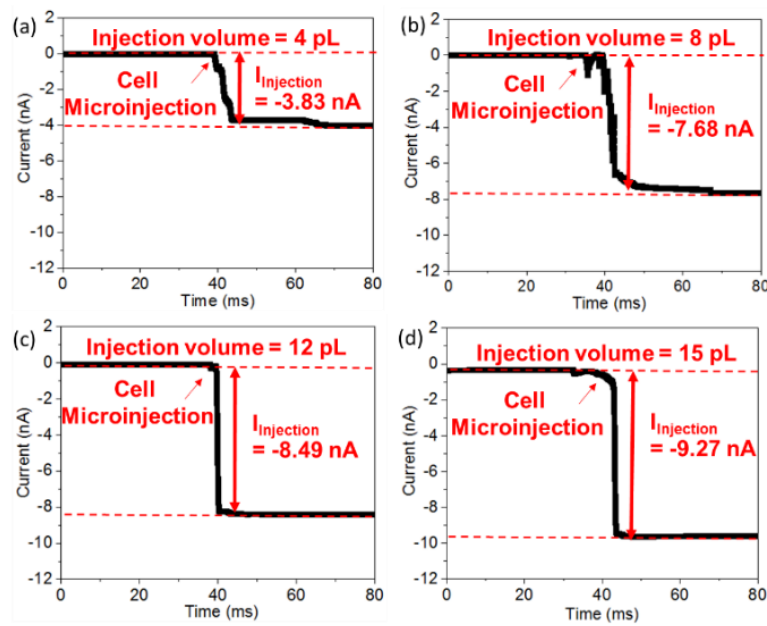 (a)
Injection volume = 4 pL
Cell
Microinjection
I Injection
= -3.83 nA
Current (nA)
2
0
-2
-4
-6
-8
-10
-12
0 20 40 60 80
Time (ms)
(b)
Injection volume = 8 pL
Cell
Microinjection
I Injection
= -7.68 nA
Current (nA)
2
0
-2
-4
-6
-8
-10
-12
0 20 40 60 80
Time (ms)
(c)
Injection volume = 12 pL
Cell
Microinjection
I Injection
= -8.49 nA
Current (nA)
2
0
-2
-4
-6
-8
-10
-12
0 20 40 60 80
Time (ms)
(d)
Injection volume = 15 pL
Cell
Microinjection
I Injection
= -9.27 nA
Current (nA)
2
0
-2
-4
-6
-8
-10
-12
0 20 40 60 80
Time (ms)